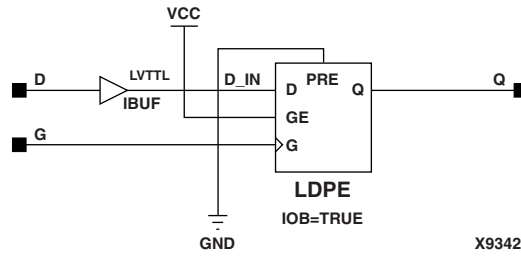 VCC
D
LVTTL
IBUF
D_IN
D
PRE
Q
GE
G
G
Q
LDPE
IOB=TRUE
GND
X9342